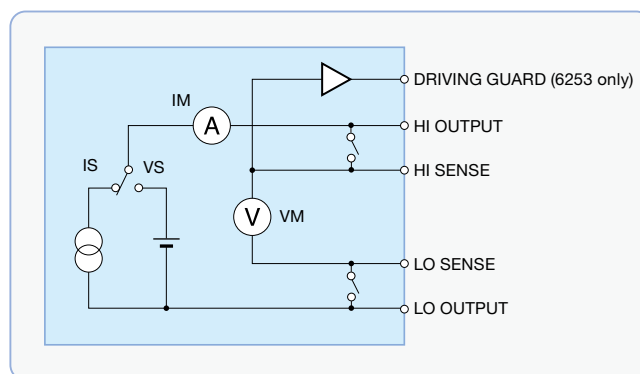 DRIVING GUARD (6253 only)
IM
A
HI OUTPUT
IS
VS
HI SENSE
V
VM
LO SENSE
LO OUTPUT